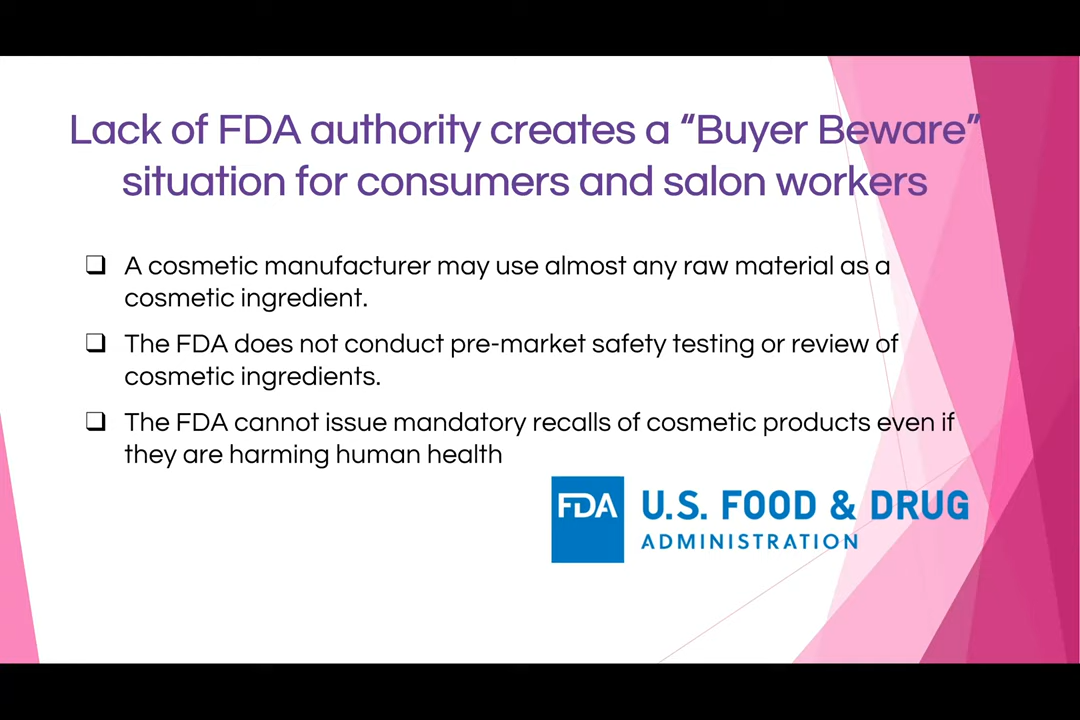 Lack of FDA authority creates a “Buyer Beware”
situation for consumers and salon workers
❑ A cosmetic manufacturer may use almost any raw material as a
cosmetic ingredient.
❑ The FDA does not conduct pre-market safety testing or review of
cosmetic ingredients.
❑ The FDA cannot issue mandatory recalls of cosmetic products even if
they are harming human health
FDA U.S. FOOD & DRUG
ADMINISTRATION